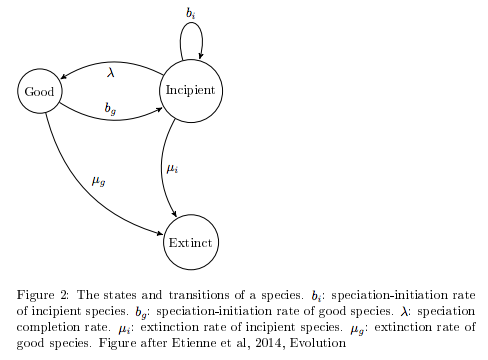 b_i
λ
Good
Incipient
b_g
μ_g
μ_i
Extinct
Figure 2: The states and transitions of a species. b_i: speciation-initiation rate
of incipient species. b_g: speciation-initiation rate of good species. λ: speciation
completion rate. μ_i: extinction rate of incipient species. μ_g: extinction rate of
good species. Figure after Etienne et al, 2014, Evolution